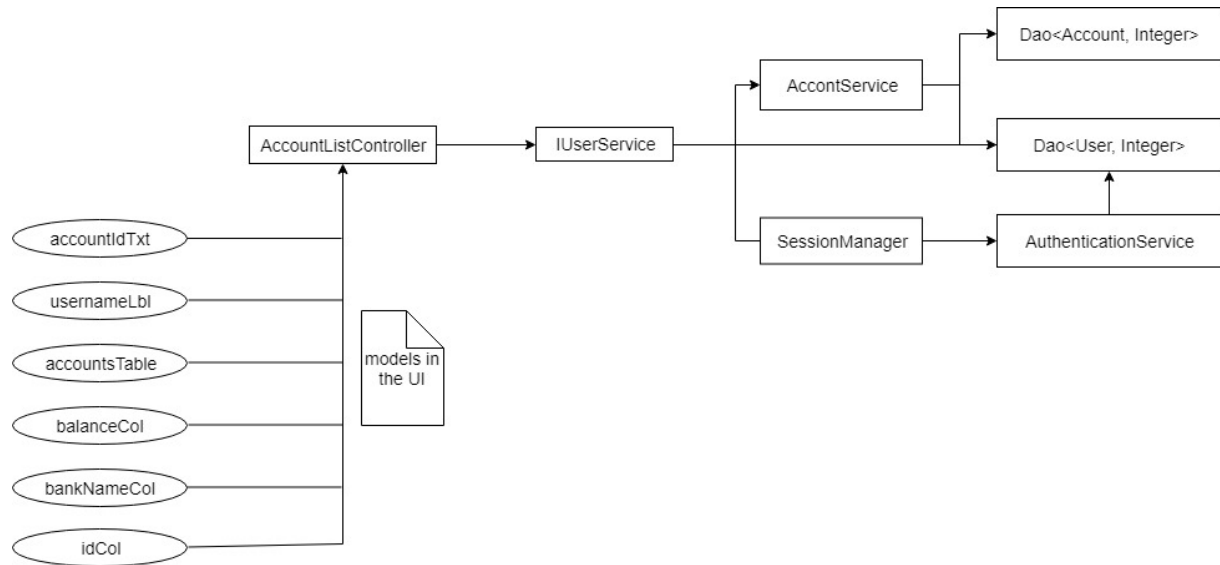 Dao<Account, Integer>
AccontService
AccountListController
IUserService
Dao<User, Integer>
accountIdTxt
SessionManager
AuthenticationService
usernameLbl
accountsTable
models in
the UI
balanceCol
bankNameCol
idCol